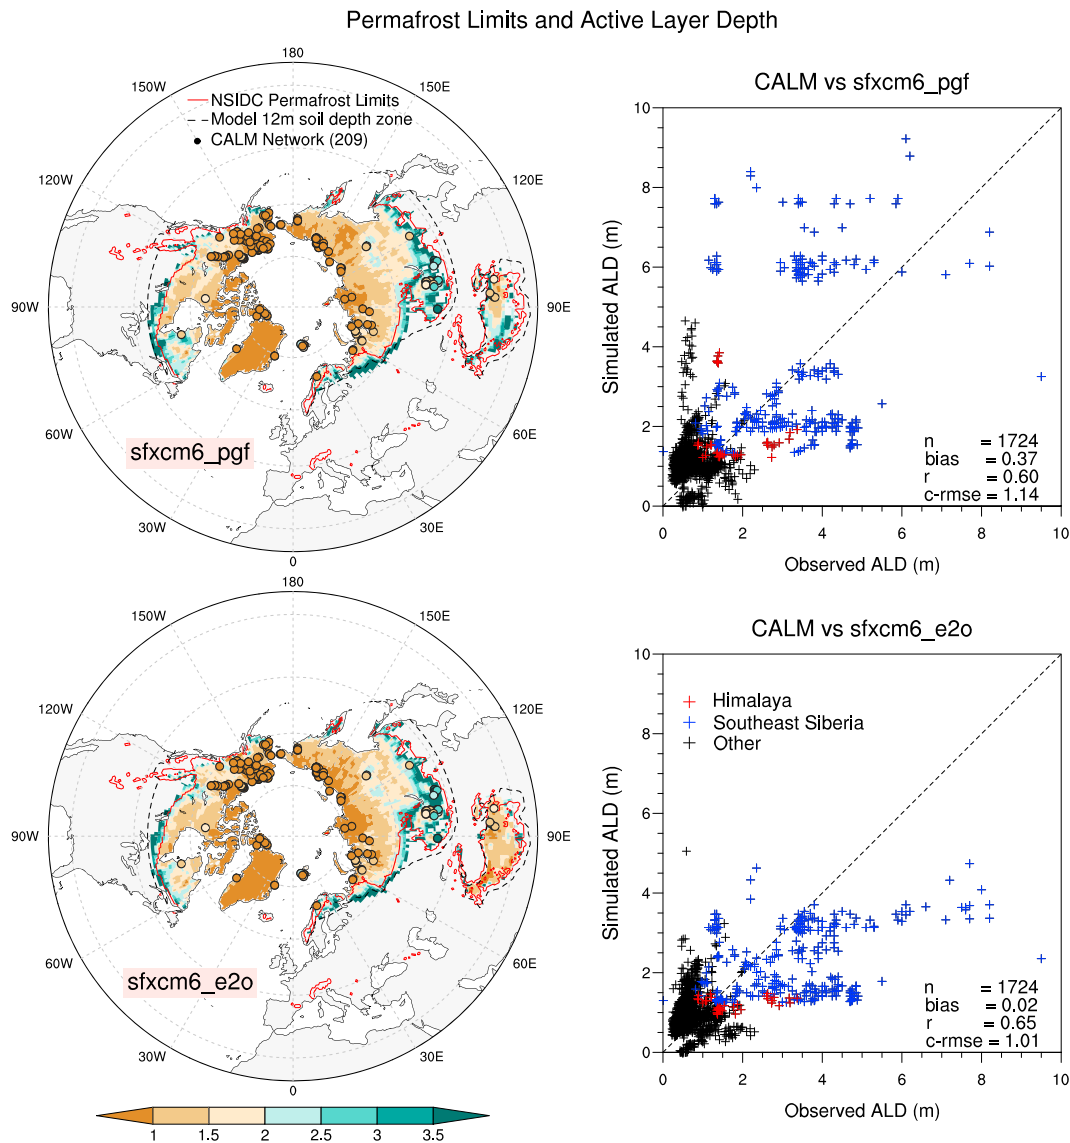 Permafrost Limits and Active Layer Depth
180
150W
150E
120W
120E
90W
90E
60W
60E
30W
30E
0
NSIDC Permafrost Limits
Model 12m soil depth zone
CALM Network (209)
sfxcm6_pgf
CALM vs sfxcm6_pgf
Simulated ALD (m)
10
8
6
4
2
0
0
2
4
6
8
10
Observed ALD (m)
n = 1724
bias = 0.37
r = 0.60
c-rmse = 1.14
180
150W
150E
120W
120E
90W
90E
60W
60E
30W
30E
0
sfxcm6_e2o
CALM vs sfxcm6_e2o
Simulated ALD (m)
10
8
6
4
2
0
0
2
4
6
8
10
Observed ALD (m)
Himalaya
Southeast Siberia
Other
n = 1724
bias = 0.02
r = 0.65
c-rmse = 1.01
1 1.5 2 2.5 3 3.5